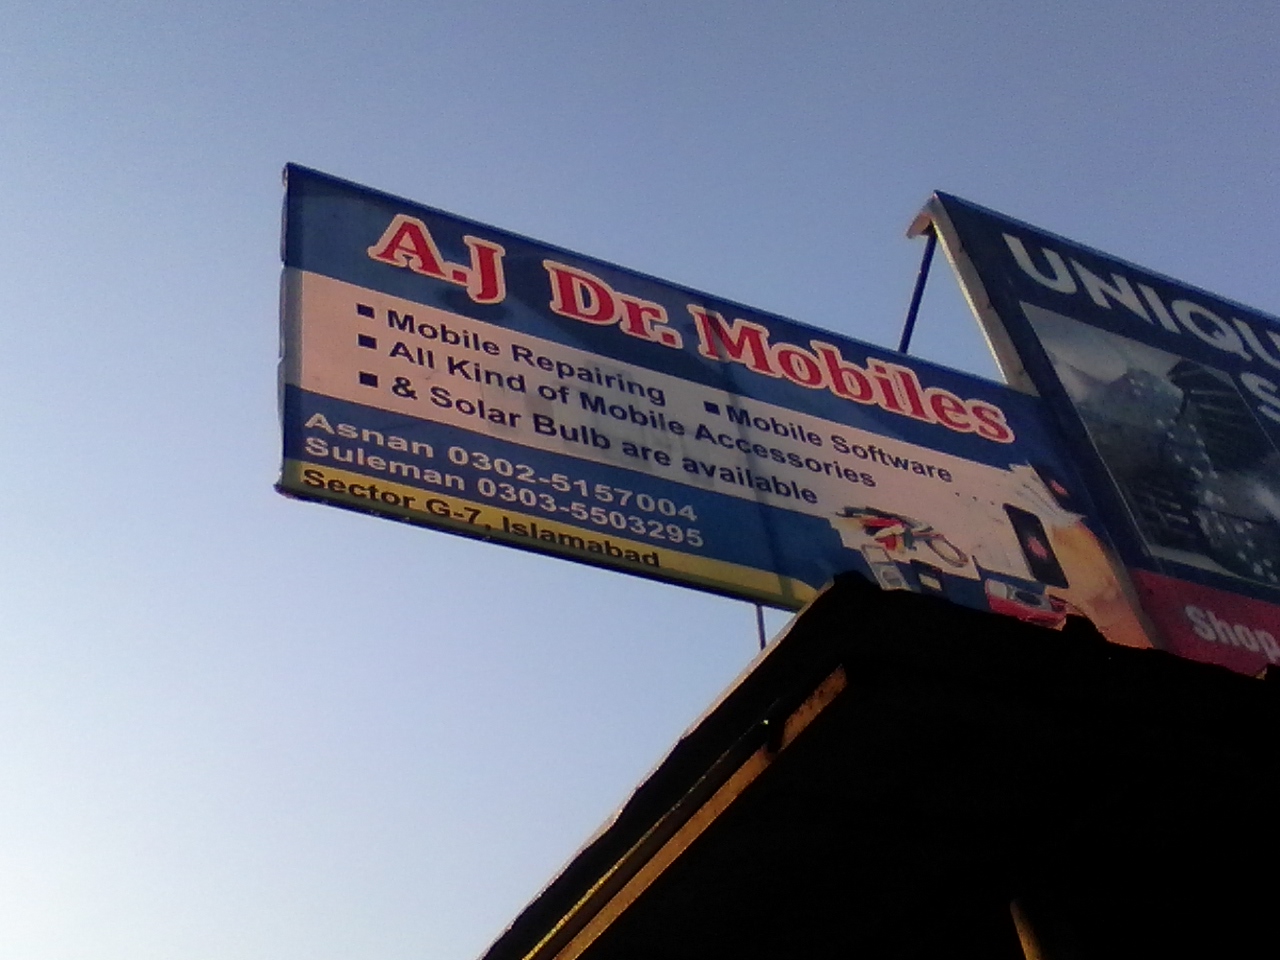 A.J Dr. Mobiles
▪ Mobile Repairing ▪ Mobile Software
▪ All Kind of Mobile Accessories
▪ & Solar Bulb are available
Asnan 0302-5157004
Suleman 0303-5503295
Sector G-7, Islamabad
UNIQU
S
Shop